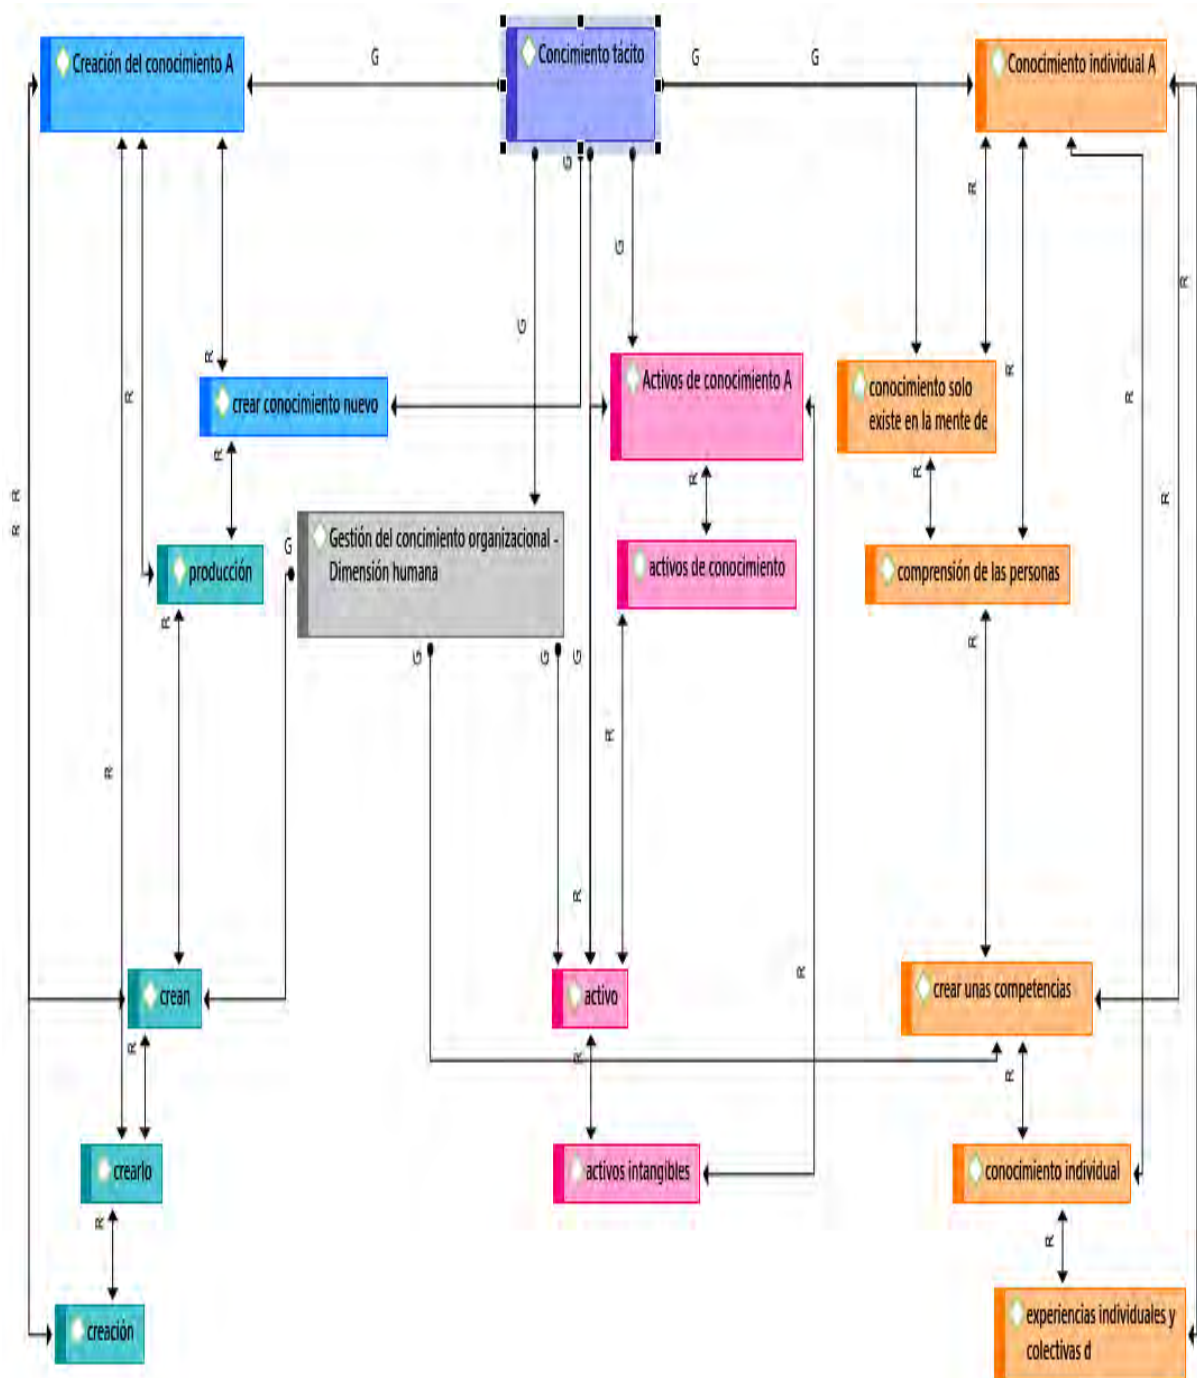 Creación del conocimiento A
G
Concimiento tácito
G
G
Conocimiento individual A
G
R
G
R
G
R
R
Activos de conocimiento A
conocimiento solo
existe en la mente de
R
R
R
crear conocimiento nuevo
R
R
R
R
R
R
Gestión del concimiento organizacional -
Dimensión humana
G
producción
activos de conocimiento
comprensión de las personas
R
G
G
G
R
R
R
R
R
crean
activo
crear unas competencias
R
R
R
R
crearlo
activos intangibles
conocimiento individual
R
R
creación
experiencias individuales y
colectivas d